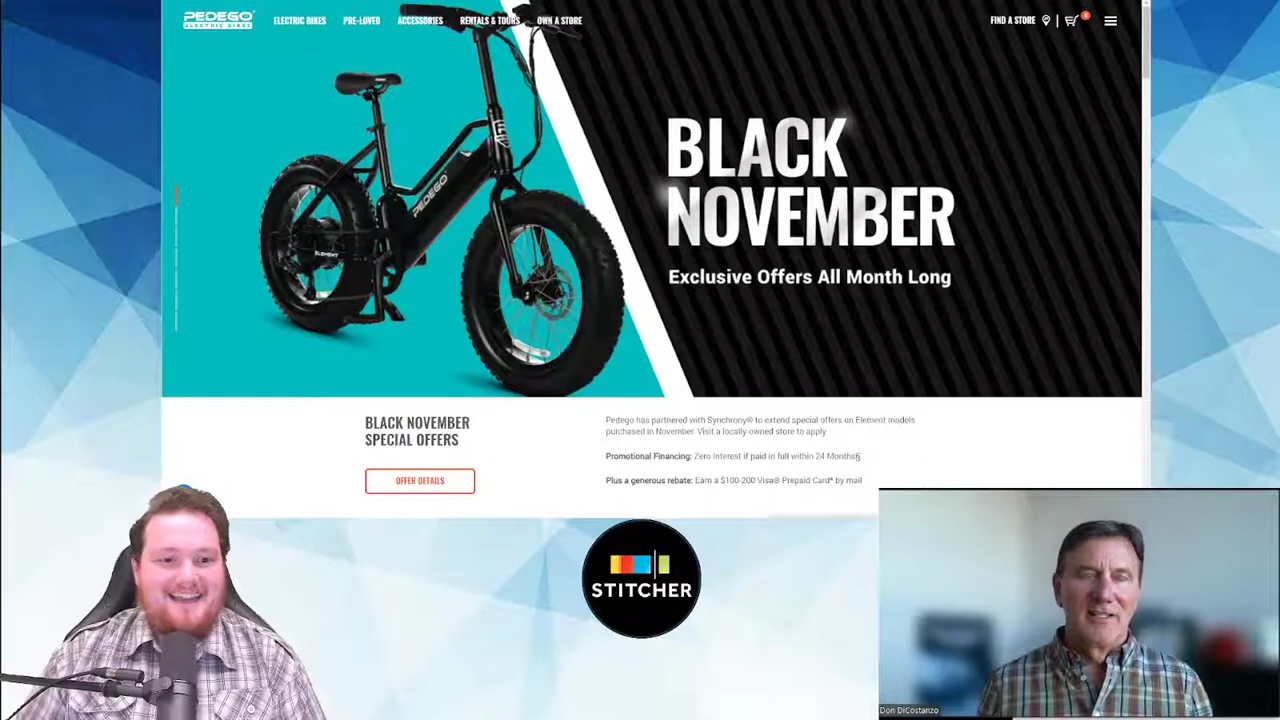 PEDEGO
ELECTRIC BIKES
ELECTRIC BIKES PRE-LOVED ACCESSORIES RENTALS & TOURS OWN A STORE
FIND A STORE
PEDEGO
ELEMENT
BLACK
NOVEMBER
Exclusive Offers All Month Long
BLACK NOVEMBER
SPECIAL OFFERS
OFFER DETAILS
Pedego has partnered with Synchrony® to extend special offers on Element models
purchased in November. Visit a locally-owned store to apply
Promotional Financing: Zero Interest if paid in full within 24 Months§
Plus a generous rebate: Earn a $100-200 Visa® Prepaid Card* by mail
STITCHER
Don DiCostanzo